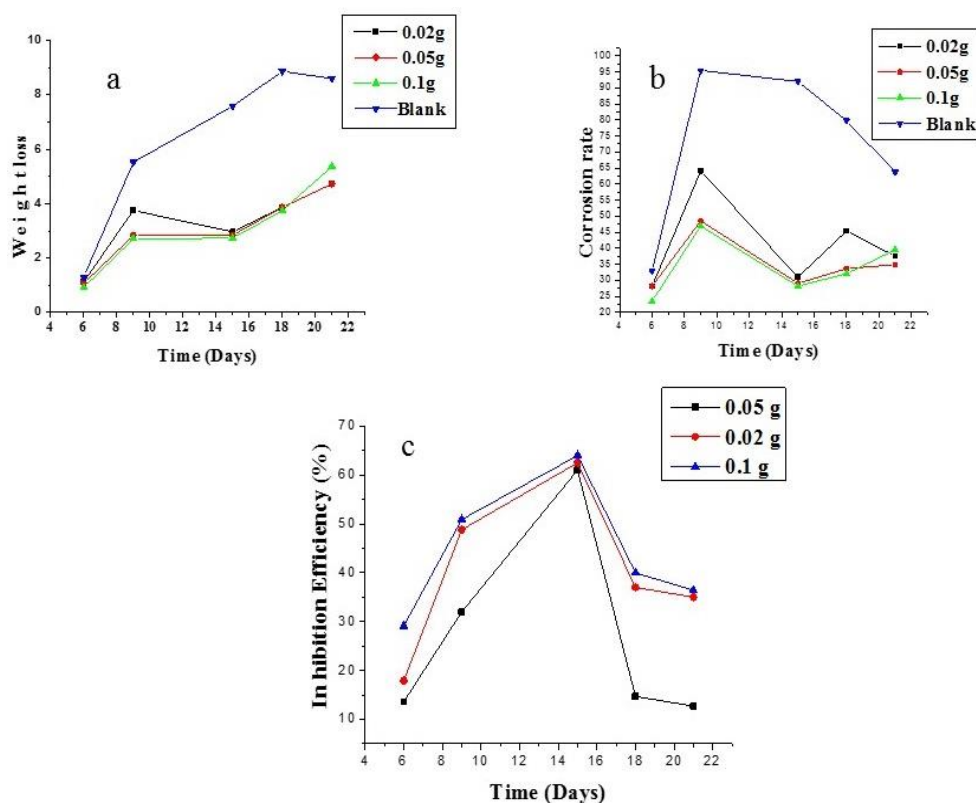 a
0.02g
0.05g
0.1g
Blank
10
8
6
4
2
0
Weight loss
4 6 8 10 12 14 16 18 20 22
Time (Days)
b
0.02g
0.05g
0.1g
Blank
100
95
90
85
80
75
70
65
60
55
50
45
40
35
30
25
20
Corrosion rate
4 6 8 10 12 14 16 18 20 22
Time (Days)
c
0.05 g
0.02 g
0.1 g
70
60
50
40
30
20
10
In hibition Efficiency (%)
4 6 8 10 12 14 16 18 20 22
Time (Days)